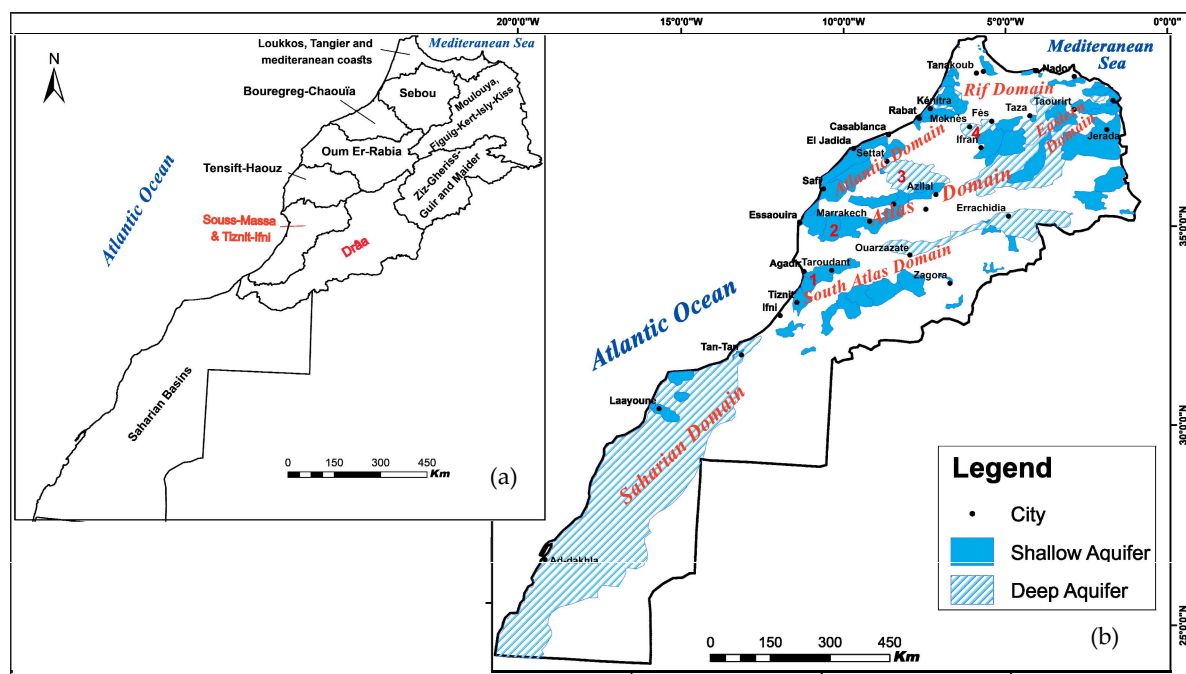 20°0'0"W
15°0'0"W
10°0'0"W
5°0'0"W
0°0'0"
N
Loukkos, Tangier and
mediterranean coasts
Mediteranean Sea
Bouregreg-Chaouïa
Sebou
Moulouya,
Figuig-Kert-Isly-Kiss
Oum Er-Rabia
Tensift-Haouz
Ziz-Gheriss-
Guir and Maider
Atlantic Ocean
Souss-Massa
& Tiznit-Ifni
Drâa
Saharian Basins
0 150 300 450
Km
(a)
Mediteranean
Sea
Tanakoub
Nador
Rif Domain
Kénitra
Taourirt
Rabat
Meknès
Fès
Taza
4
Eastern
Domain
Casablanca
Ifran
Jerada
El Jadida
Settat
Atlantic Domain
3
Safi
Azilal
Atlas Domain
Essaouira
Marrakech
2
Errachidia
35°0'0"N
Ouarzazate
Agadir
Taroudant
1
South Atlas Domain
Zagora
Tiznit
Ifni
Atlantic Ocean
Tan-Tan
Laayoune
30°0'0"N
Saharian Domain
Ad-dakhla
25°0'0"N
Legend
City
Shallow Aquifer
Deep Aquifer
0 150 300 450
Km
(b)